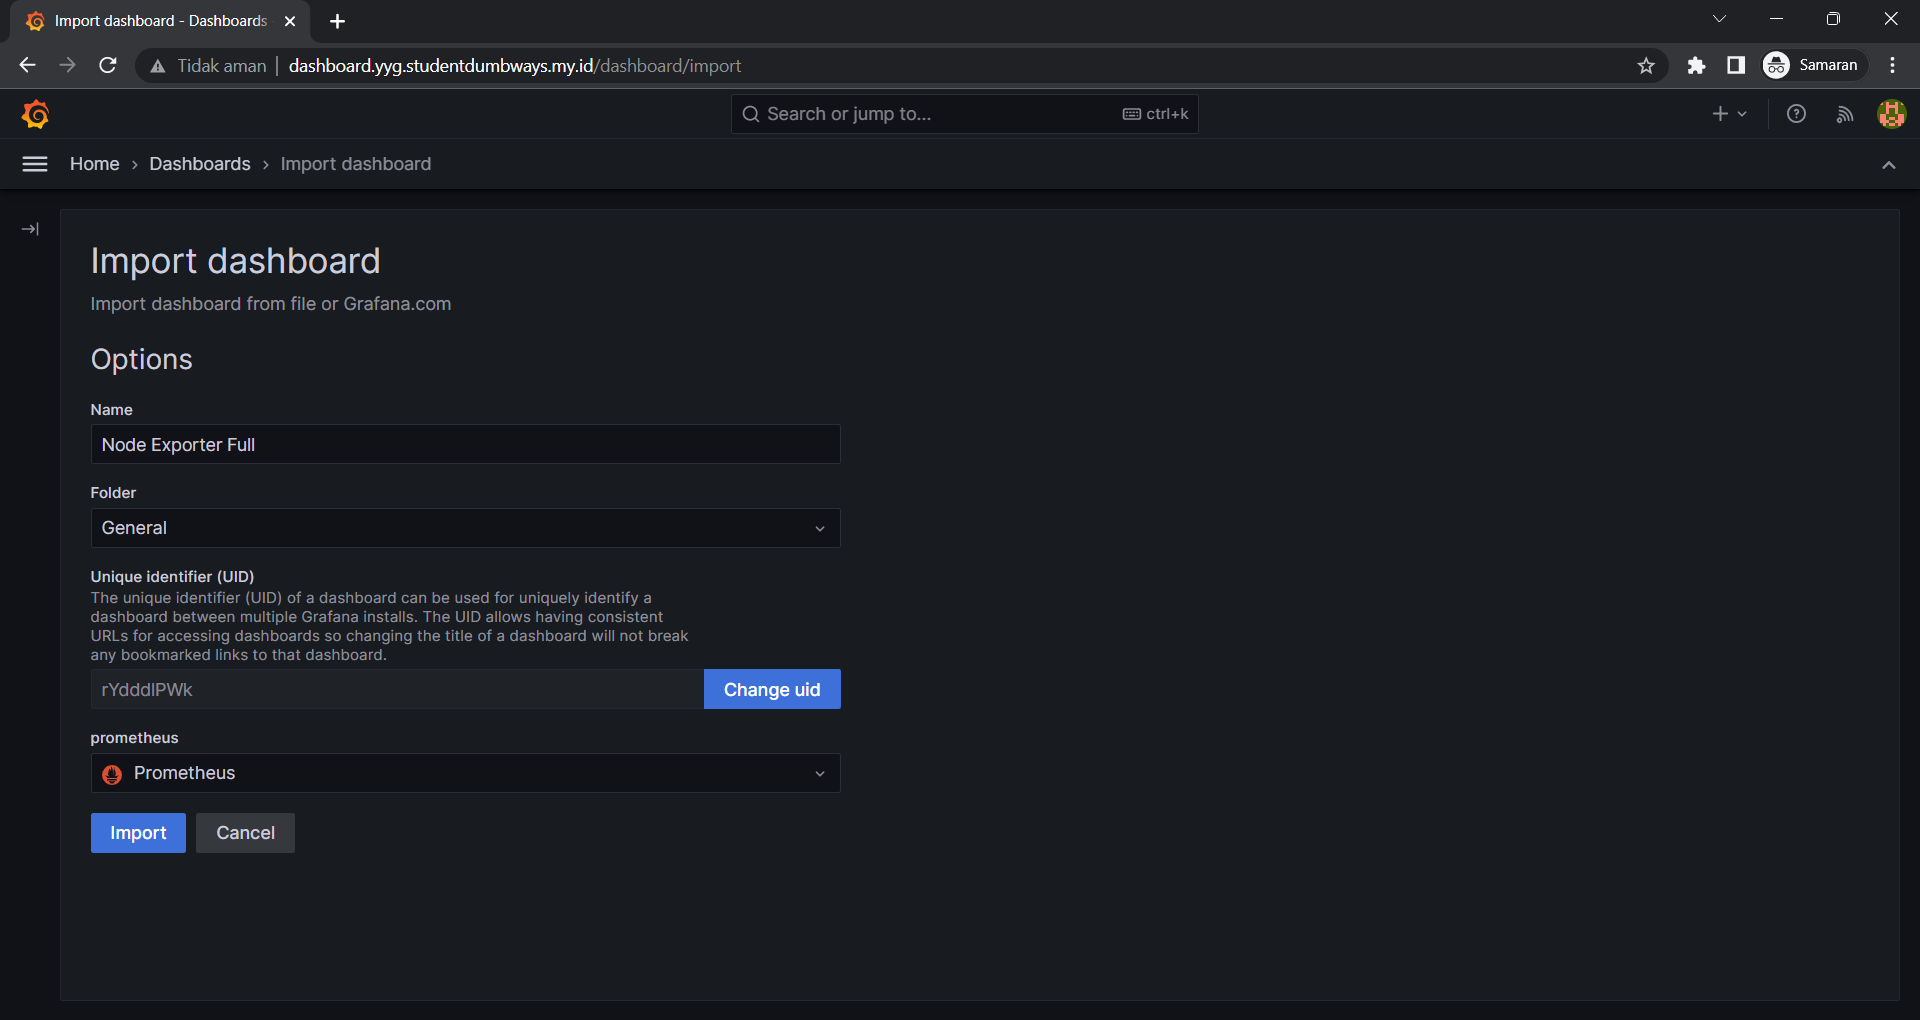 Import dashboard - Dashboards
Tidak aman
dashboard.yyg.studentdumbways.my.id/dashboard/import
Samaran
Search or jump to...
ctrl+k
Home › Dashboards › Import dashboard
Import dashboard
Import dashboard from file or Grafana.com
Options
Name
Node Exporter Full
Folder
General
Unique identifier (UID)
The unique identifier (UID) of a dashboard can be used for uniquely identify a
dashboard between multiple Grafana installs. The UID allows having consistent
URLs for accessing dashboards so changing the title of a dashboard will not break
any bookmarked links to that dashboard.
rYdddlPWk
Change uid
prometheus
Prometheus
Import
Cancel